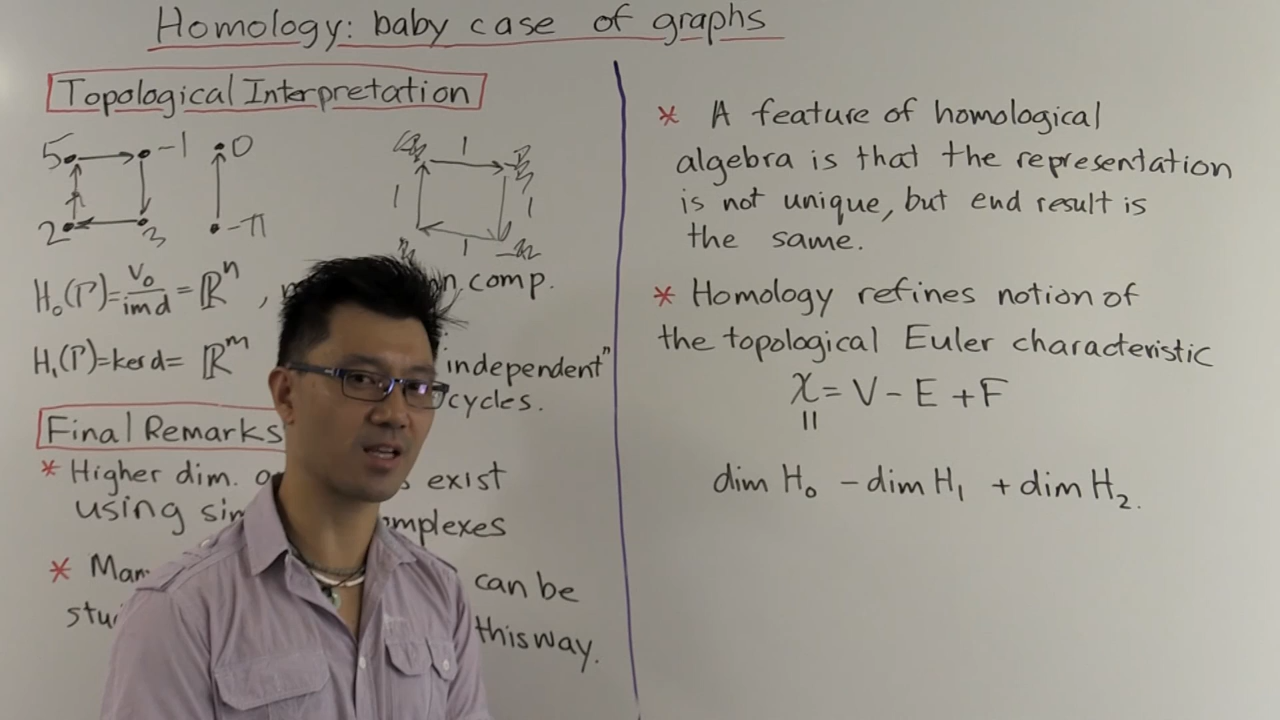 Homology: baby case of graphs
Topological Interpretation
5 -1 0
2 3 -π
1
1 1
1
H₀(Γ)= V₀/im d = ℝⁿ , comp.
H₁(Γ)=ker d= ℝᵐ
independent"
cycles.
Final Remarks
* Higher dim. exist
using
* can be
this way.
* A feature of homological
algebra is that the representation
is not unique, but end result is
the same.
* Homology refines notion of
the topological Euler characteristic
χ = V - E + F
=
dim H₀ - dim H₁ + dim H₂.